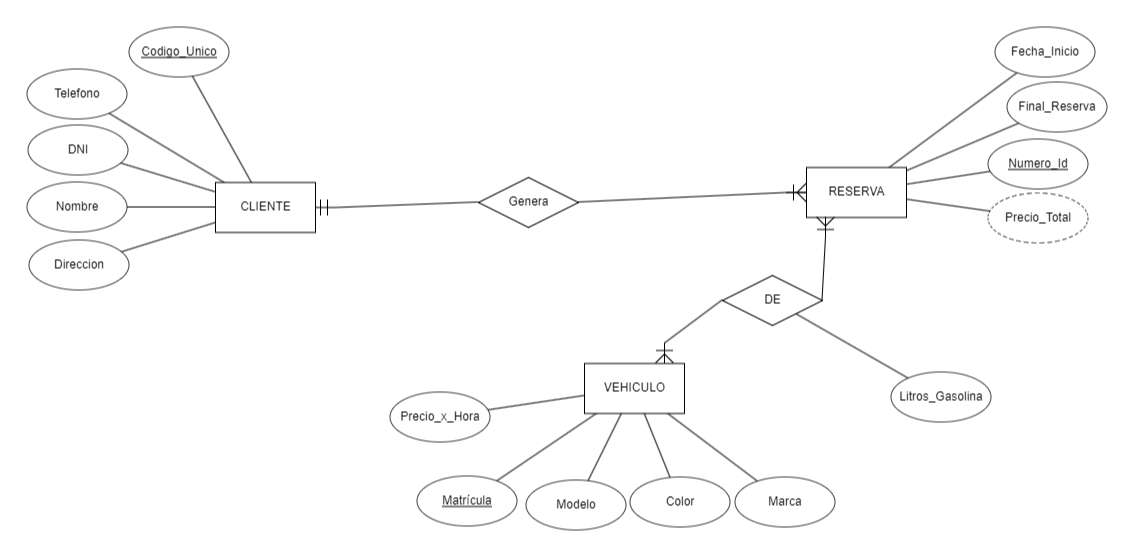 Codigo_Unico
Telefono
DNI
Nombre
Direccion
CLIENTE
Genera
RESERVA
Fecha_Inicio
Final_Reserva
Numero_Id
Precio_Total
DE
Litros_Gasolina
VEHICULO
Precio_x_Hora
Matrícula
Modelo
Color
Marca